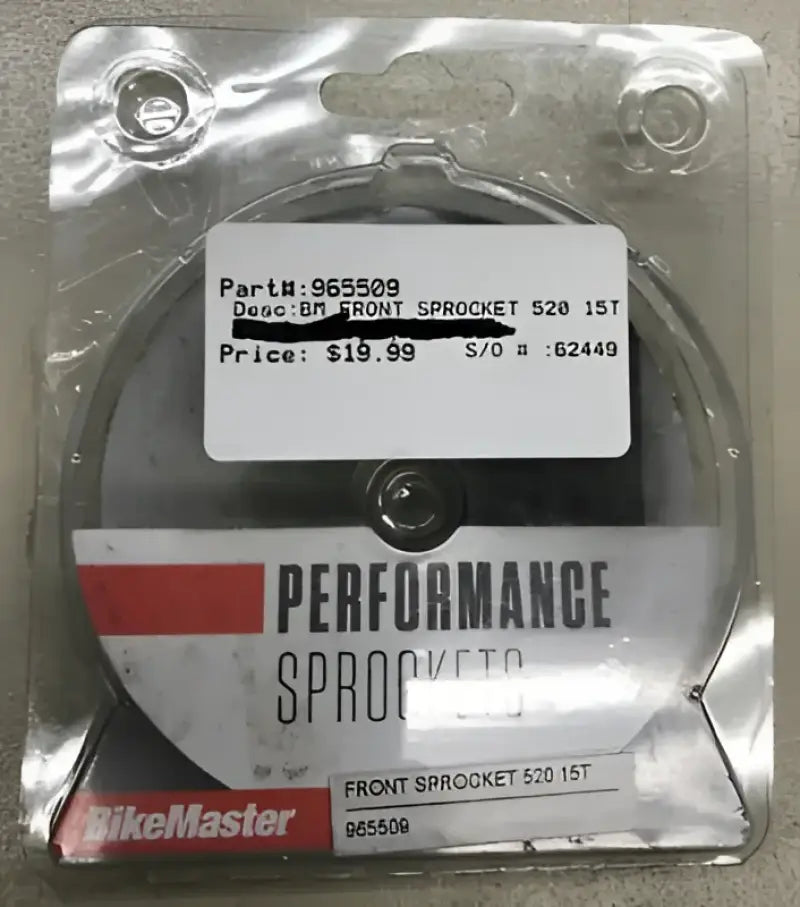 Part#:965509
Desc:BM FRONT SPROCKET 520 15T
Price: $19.99 S/O # :62449
PERFORMANCE
SPROCKETS
FRONT SPROCKET 520 15T
BikeMaster
965509